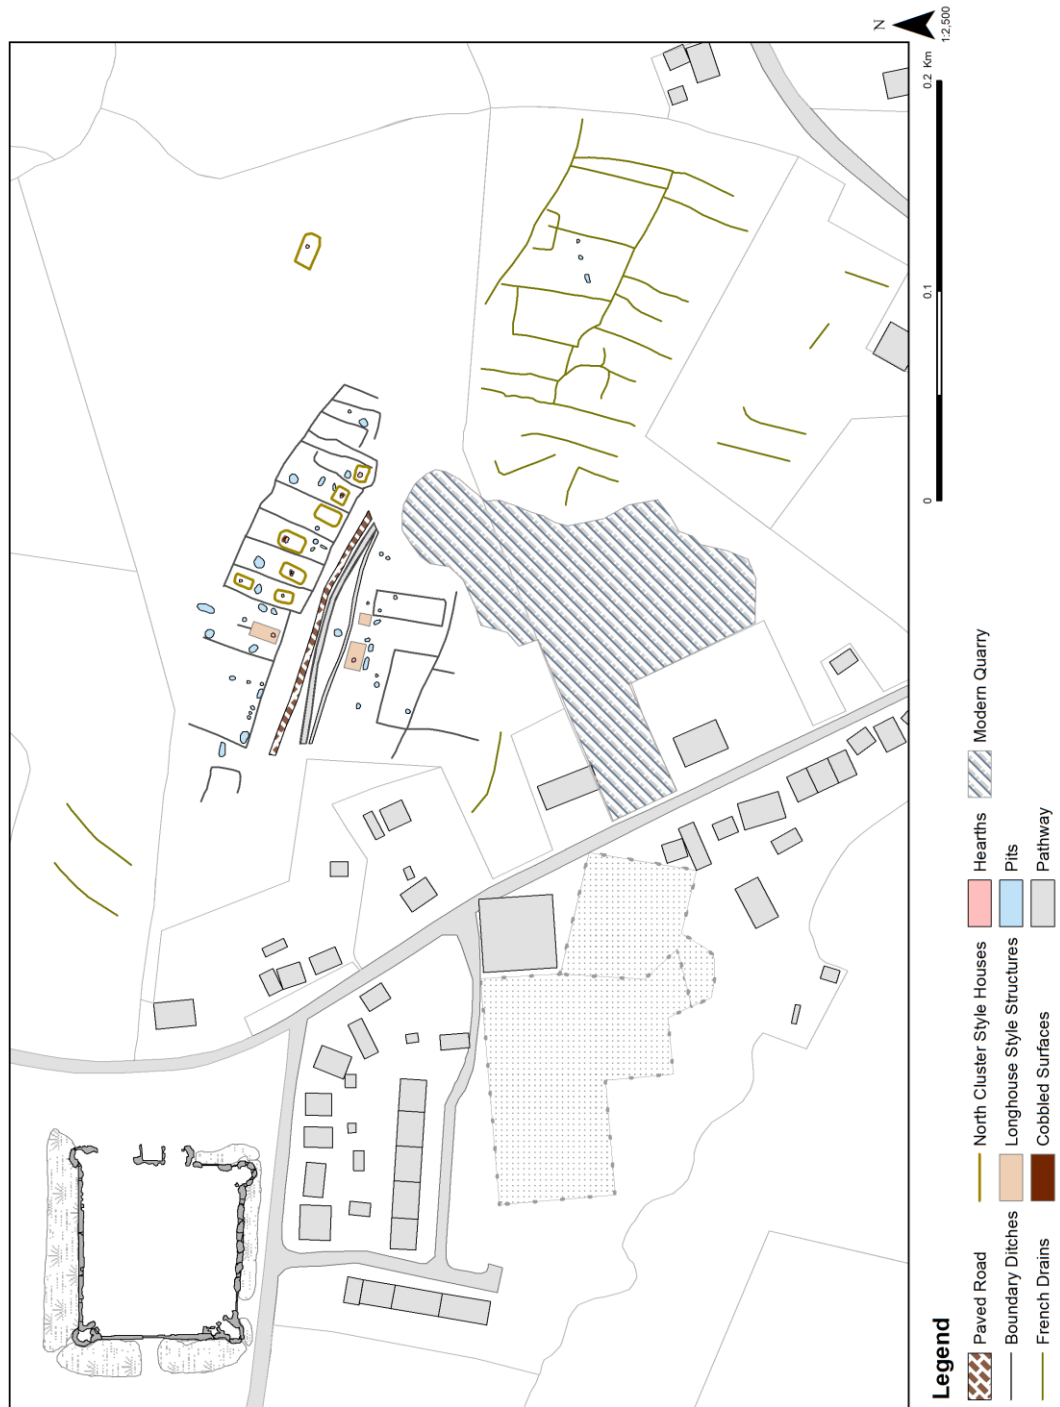 N
1:2,500
0 0.1 0.2 Km
Legend
Paved Road
Boundary Ditches
French Drains
North Cluster Style Houses
Longhouse Style Structures
Cobbled Surfaces
Hearths
Pits
Pathway
Modern Quarry